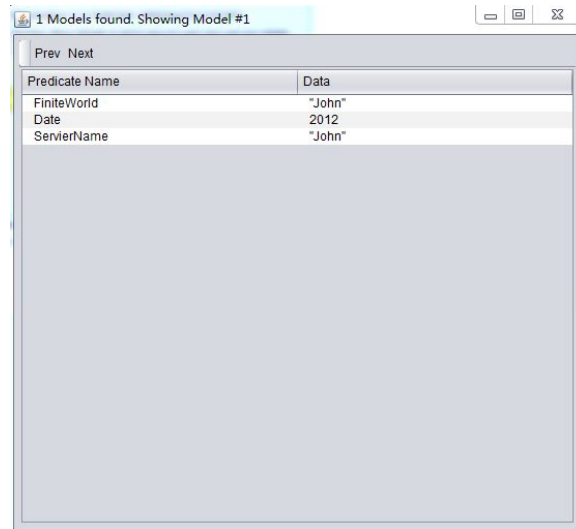 1 Models found. Showing Model #1
Prev Next
Predicate Name Data
FiniteWorld "John"
Date 2012
ServierName "John"